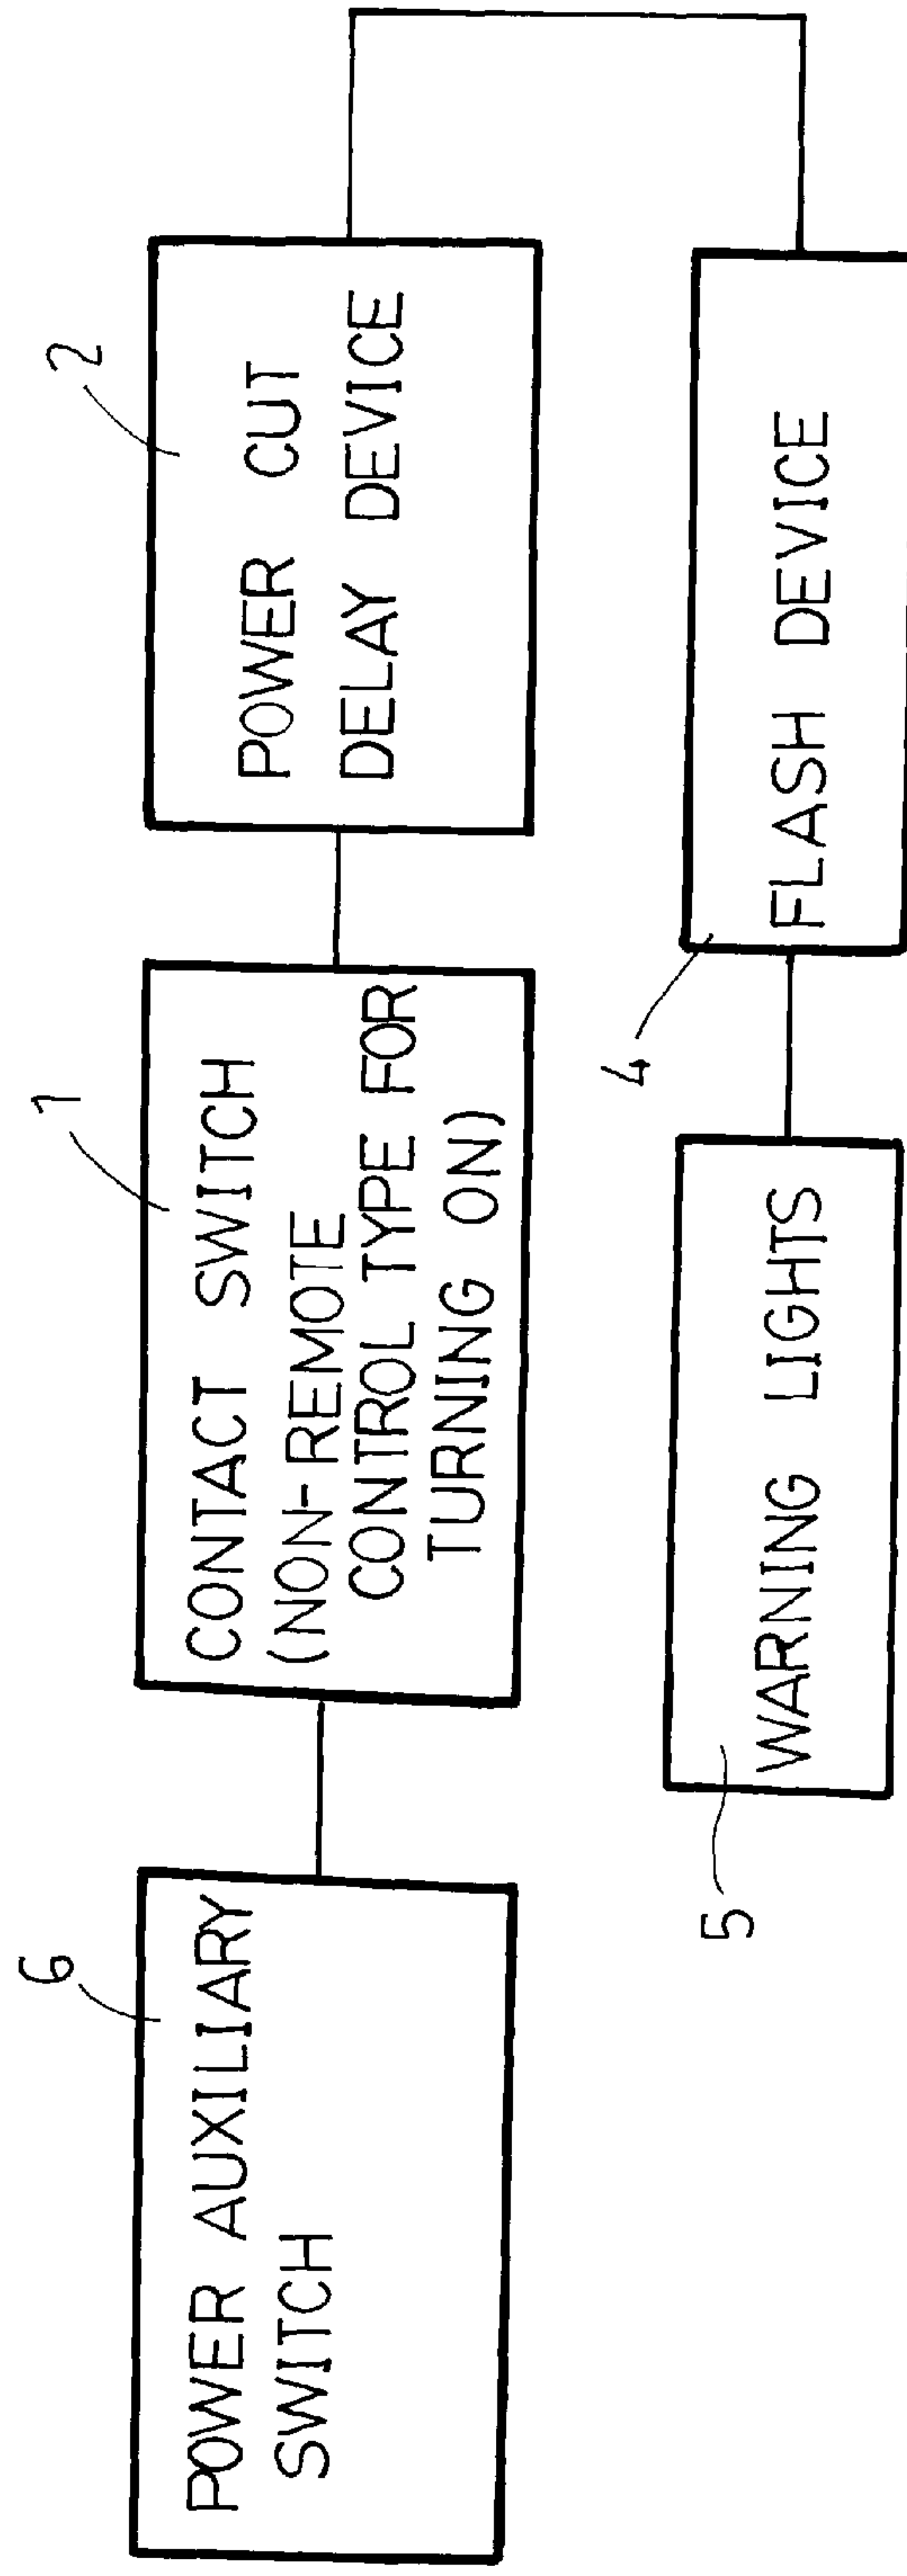 6
POWER AUXILIARY
SWITCH
1
CONTACT SWITCH
(NON-REMOTE
CONTROL TYPE FOR
TURNING ON)
2
POWER CUT
DELAY DEVICE
5
WARNING LIGHTS
4
FLASH DEVICE